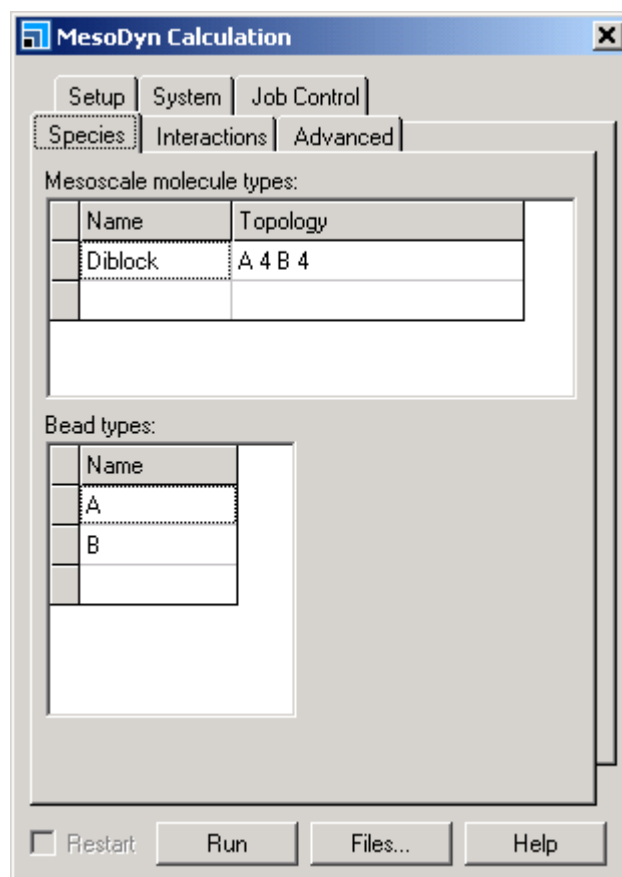 MesoDyn Calculation
Setup System Job Control
Species Interactions Advanced
Mesoscale molecule types:
Name Topology
Diblock A 4 B 4
Bead types:
Name
A
B
Restart Run Files... Help